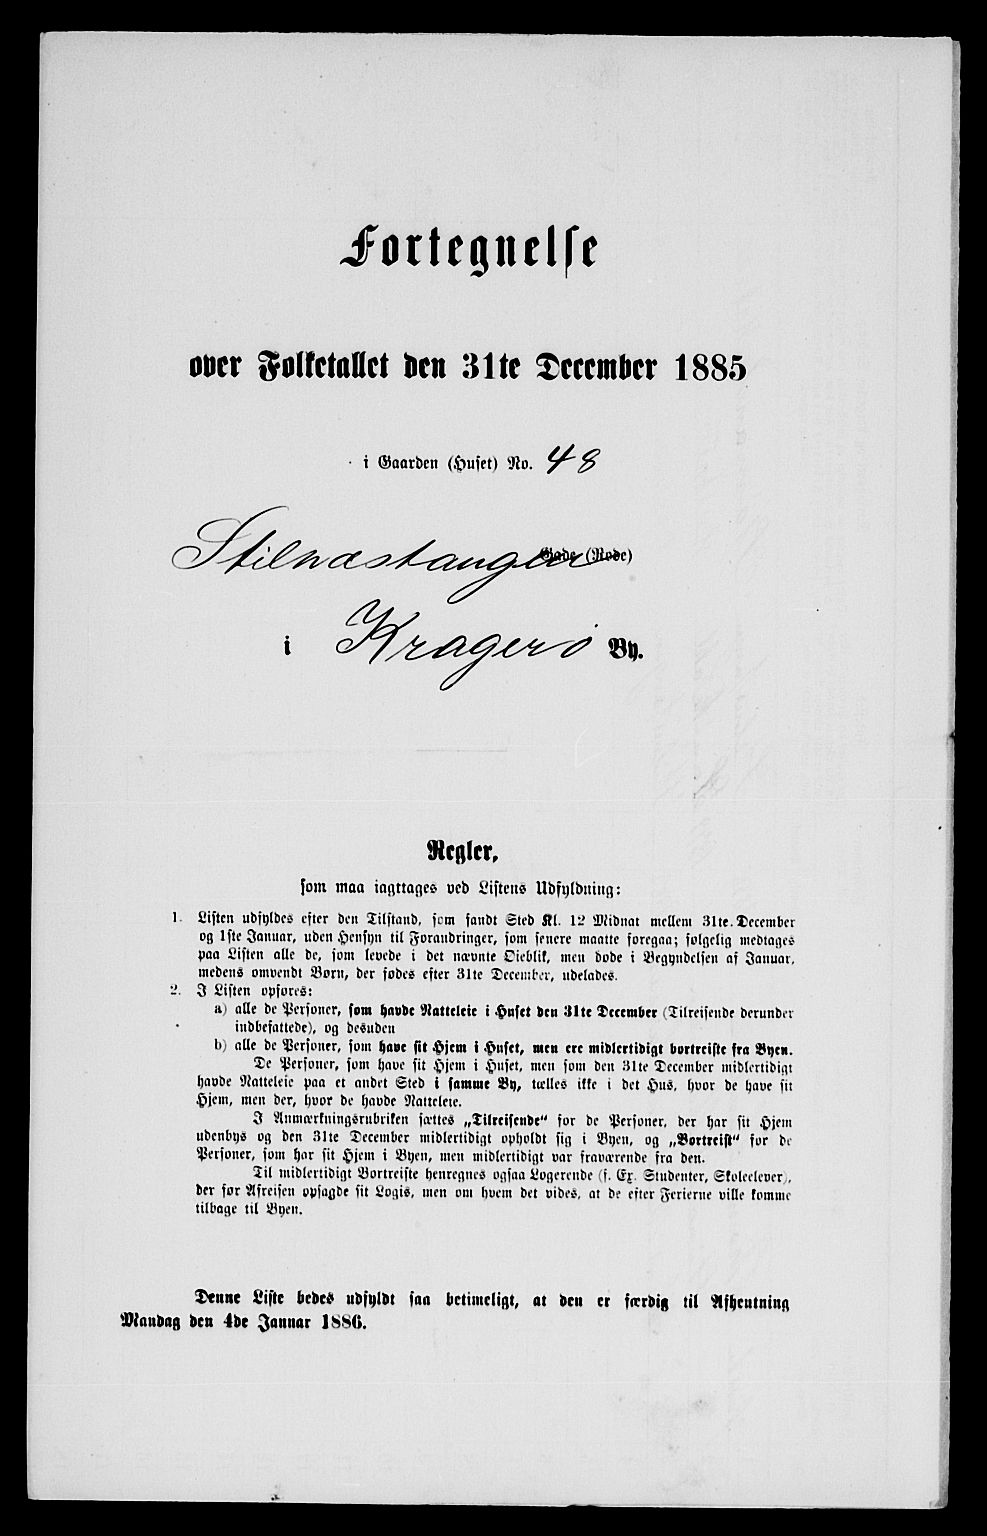 Fortegnelse
over Folketallet den 31te December 1885
i Gaarden (Huset) No. 48
Stilnæstangen Gade (Rode)
i Kragerö By.
Regler,
som maa iagttages ved Listens Udfyldning:
1. Listen udfyldes efter den Tilstand, som fandt Sted Kl. 12 Midnat mellem 31te. December
og 1ste Januar, uden Hensyn til Forandringer, som senere maatte foregaa; følgelig medtages
paa Listen alle de, som levede i det nævnte Øieblik, men døde i Begyndelsen af Januar,
medens omvendt Børn, der fødes efter 31te December, udelades.
2. I Listen opføres:
a) alle de Personer, som havde Natteleie i Huset den 31te December (Tilreisende derunder
indbefattede), og desuden
b) alle de Personer, som have sit Hjem i Huset, men ere midlertidigt bortreiste fra Byen.
De Personer, som have sit Hjem i Huset, men som den 31te December midlertidigt
havde Natteleie paa et andet Sted i samme By, tælles ikke i det Hus, hvor de have sit
Hjem, men der, hvor de havde Natteleie.
I Anmærkningsrubriken sættes „Tilreisende“ for de Personer, der har sit Hjem
udenbys og den 31te December midlertidigt opholdt sig i Byen, og „Bortreist“ for de
Personer, som har sit Hjem i Byen, men midlertidigt var fraværende fra den.
Til midlertidigt Bortreiste henregnes ogsaa Logerende (f. Ex. Studenter, Skoleelever),
der før Afreisen opsagde sit Logis, men om hvem det vides, at de efter Ferierne ville komme
tilbage til Byen.
Denne Liste bedes udfyldt saa betimeligt, at den er færdig til Afhentning
Mandag den 4de Januar 1886.